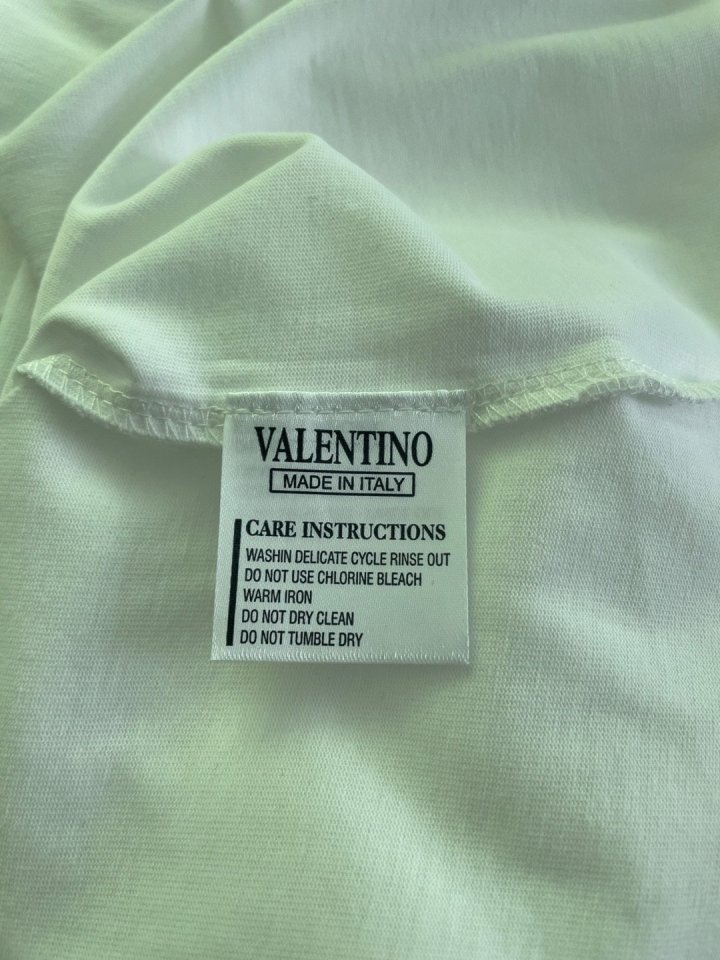 VALENTINO
MADE IN ITALY
CARE INSTRUCTIONS
WASHIN DELICATE CYCLE RINSE OUT
DO NOT USE CHLORINE BLEACH
WARM IRON
DO NOT DRY CLEAN
DO NOT TUMBLE DRY